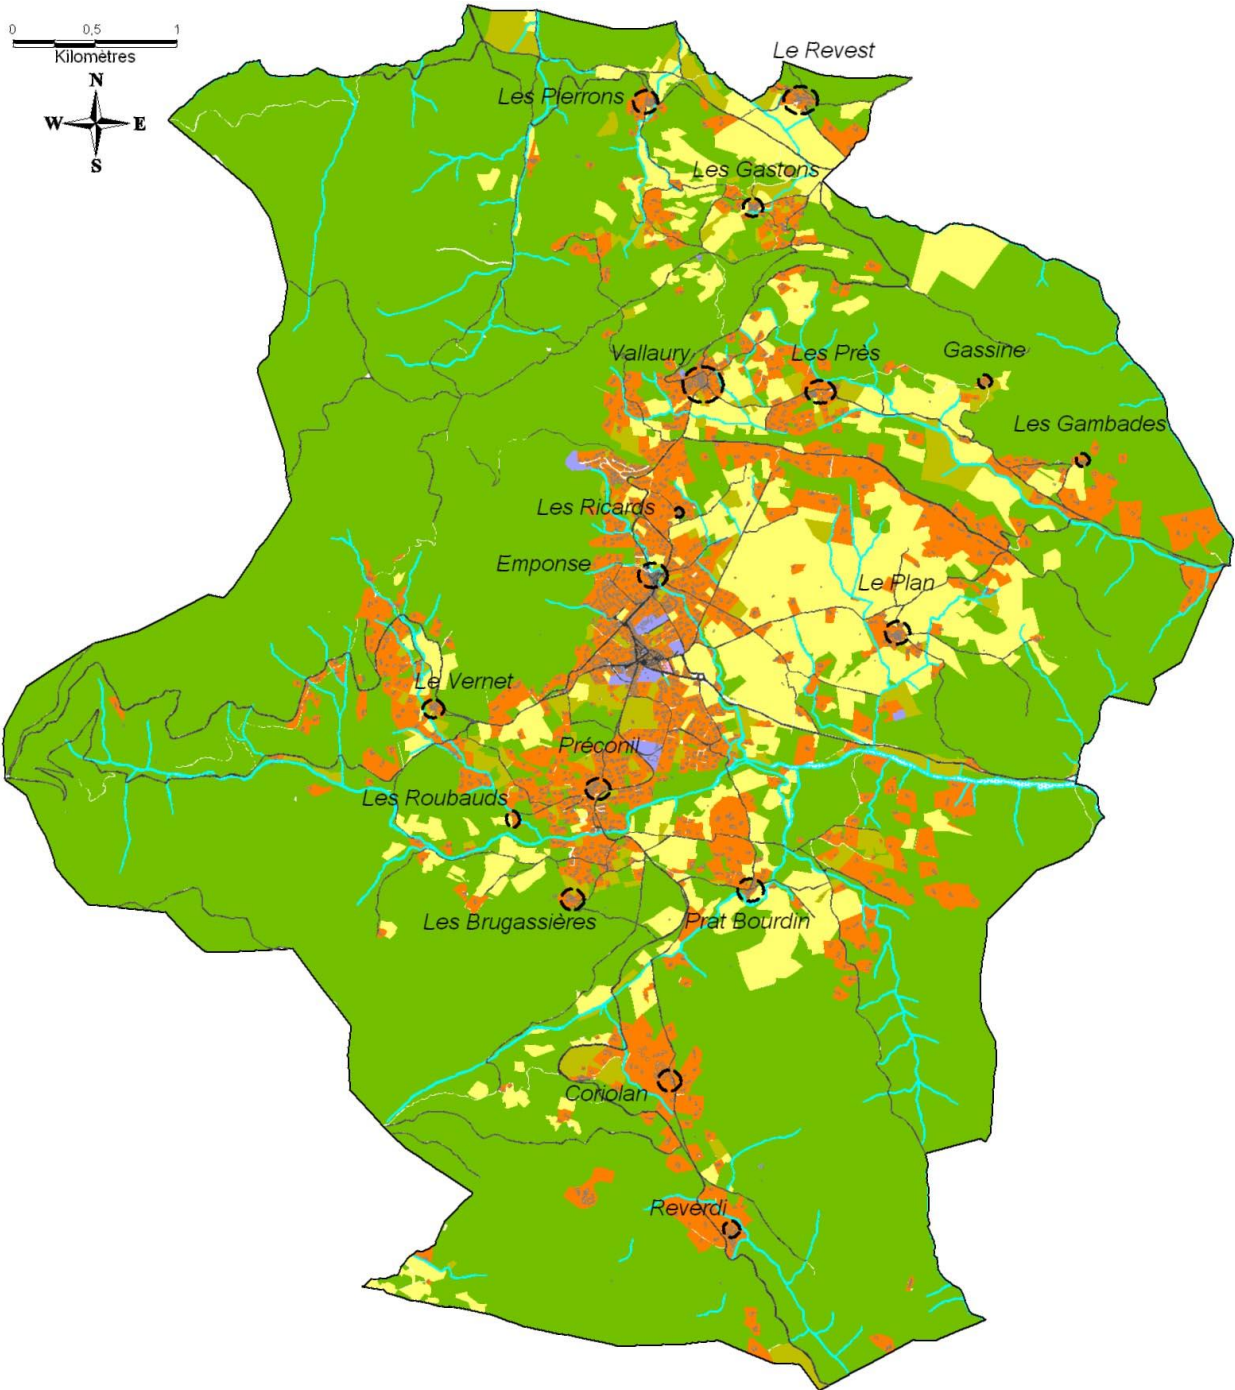 0 0,5 1
Kilomètres
N
W E
S
Le Revest
Les Pierrons
Les Gastons
Vallaury
Les Près
Gassine
Les Gambades
Les Ricards
Emponse
Le Plan
Le Vernet
Préconil
Les Roubauds
Les Brugassières
Prat Bourdin
Coriolan
Reverdi